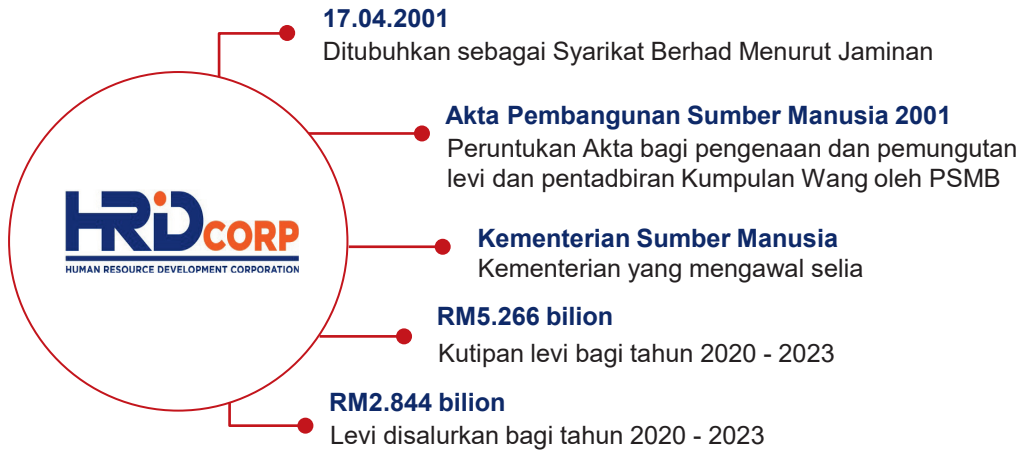 17.04.2001
Ditubuhkan sebagai Syarikat Berhad Menurut Jaminan
Akta Pembangunan Sumber Manusia 2001
Peruntukan Akta bagi pengenaan dan pemungutan
levi dan pentadbiran Kumpulan Wang oleh PSMB
HRD CORP
HUMAN RESOURCE DEVELOPMENT CORPORATION
Kementerian Sumber Manusia
Kementerian yang mengawal selia
RM5.266 bilion
Kutipan levi bagi tahun 2020 - 2023
RM2.844 bilion
Levi disalurkan bagi tahun 2020 - 2023